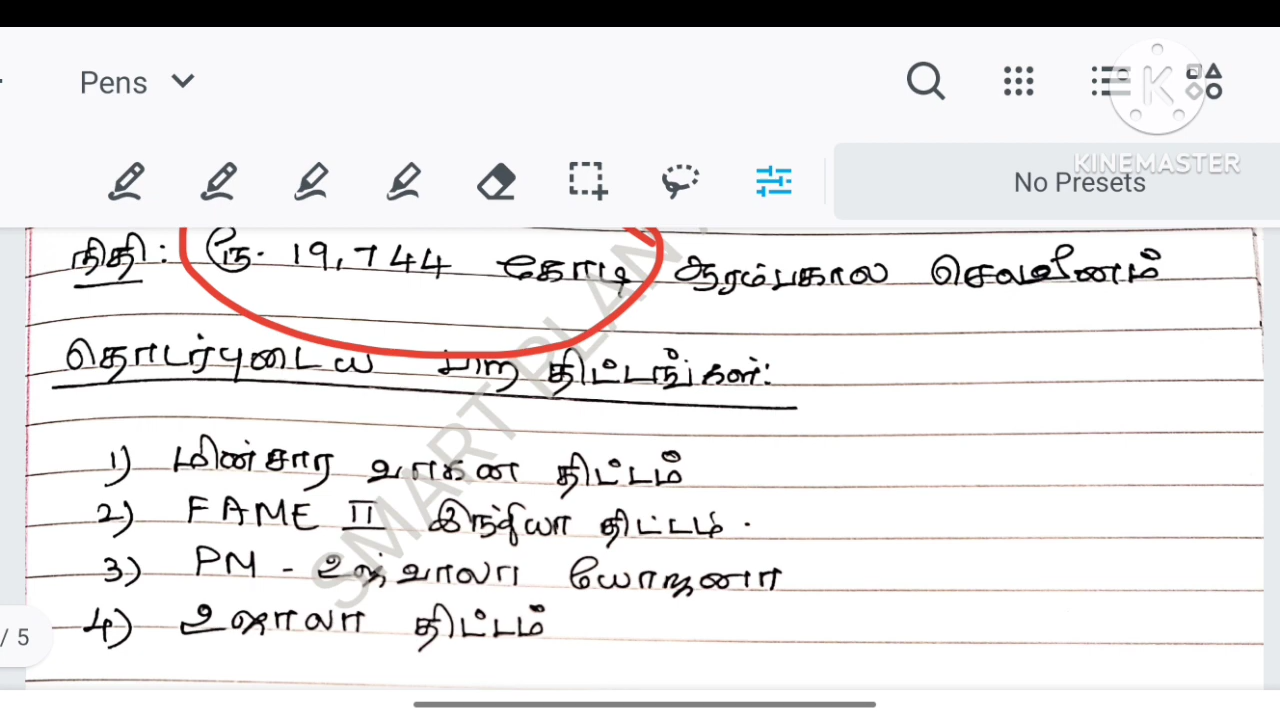 Pens
KINEMASTER
No Presets
நிதி: ரூ. 19,744 கோடி ஆரம்பகால செலவினம்
தொடர்புடைய பிற திட்டங்கள்:
1) மின்சார வாகன திட்டம்
2) FAME II இந்தியா திட்டம்.
3) PM - உஜ்வாலா யோஜனா
4) உஜாலா திட்டம்
/ 5
SMART PLAN